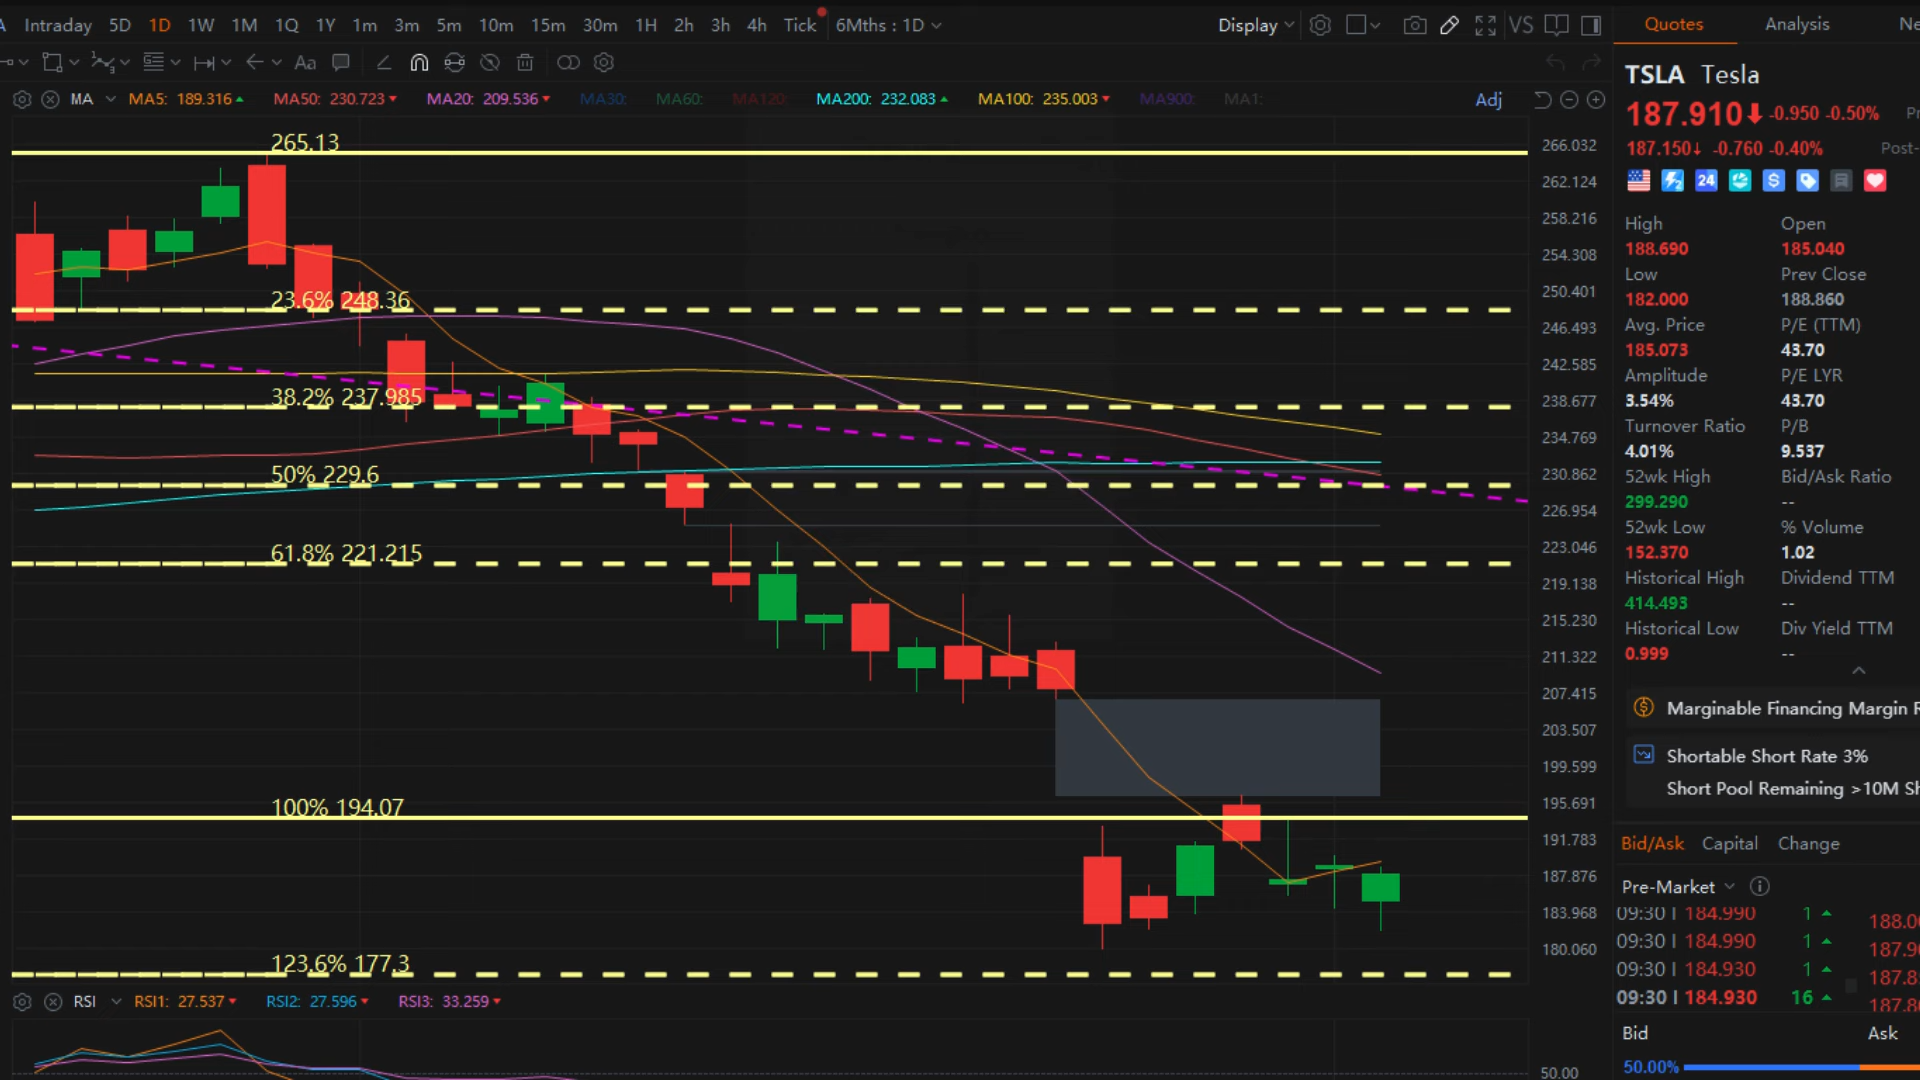 Intraday 5D 1D 1W 1M 1Q 1Y 1m 3m 5m 10m 15m 30m 1H 2h 3h 4h Tick 6Mths : 1D Display VS
Aa
MA MA5: 189.316 MA50: 230.723 MA20: 209.536 MA30: MA60: MA120: MA200: 232.083 MA100: 235.003 MA900: MA1: Adj
265.13
23.6% 248.36
38.2% 237.985
50% 229.6
61.8% 221.215
100% 194.07
123.6% 177.3
266.032
262.124
258.216
254.308
250.401
246.493
242.585
238.677
234.769
230.862
226.954
223.046
219.138
215.230
211.322
207.415
203.507
199.599
195.691
191.783
187.876
183.968
180.060
RSI RSI1: 27.537 RSI2: 27.596 RSI3: 33.259
50.00
Quotes Analysis
TSLA Tesla
187.910 -0.950 -0.50%
187.150↓ -0.760 -0.40% Post-
24
High Open
188.690 185.040
Low Prev Close
182.000 188.860
Avg. Price P/E (TTM)
185.073 43.70
Amplitude P/E LYR
3.54% 43.70
Turnover Ratio P/B
4.01% 9.537
52wk High Bid/Ask Ratio
299.290 --
52wk Low % Volume
152.370 1.02
Historical High Dividend TTM
414.493 --
Historical Low Div Yield TTM
0.999 --
Marginable Financing Margin
Shortable Short Rate 3%
Short Pool Remaining >10M
Bid/Ask Capital Change
Pre-Market
09:30 184.990 1 188.0
09:30 184.990 1 187.9
09:30 184.930 1 187.8
09:30 184.930 16 187.8
Bid Ask
50.00%